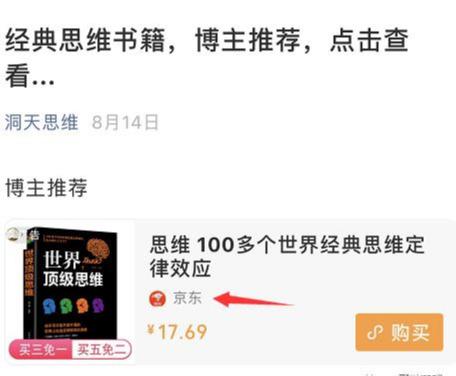 经典思维书籍，博主推荐，点击查
看...
洞天思维 8月14日
博主推荐
告
世界
顶级思维
思维 100多个世界经典思维定
律效应
京东
¥17.69
购买
买三免一 买五免二